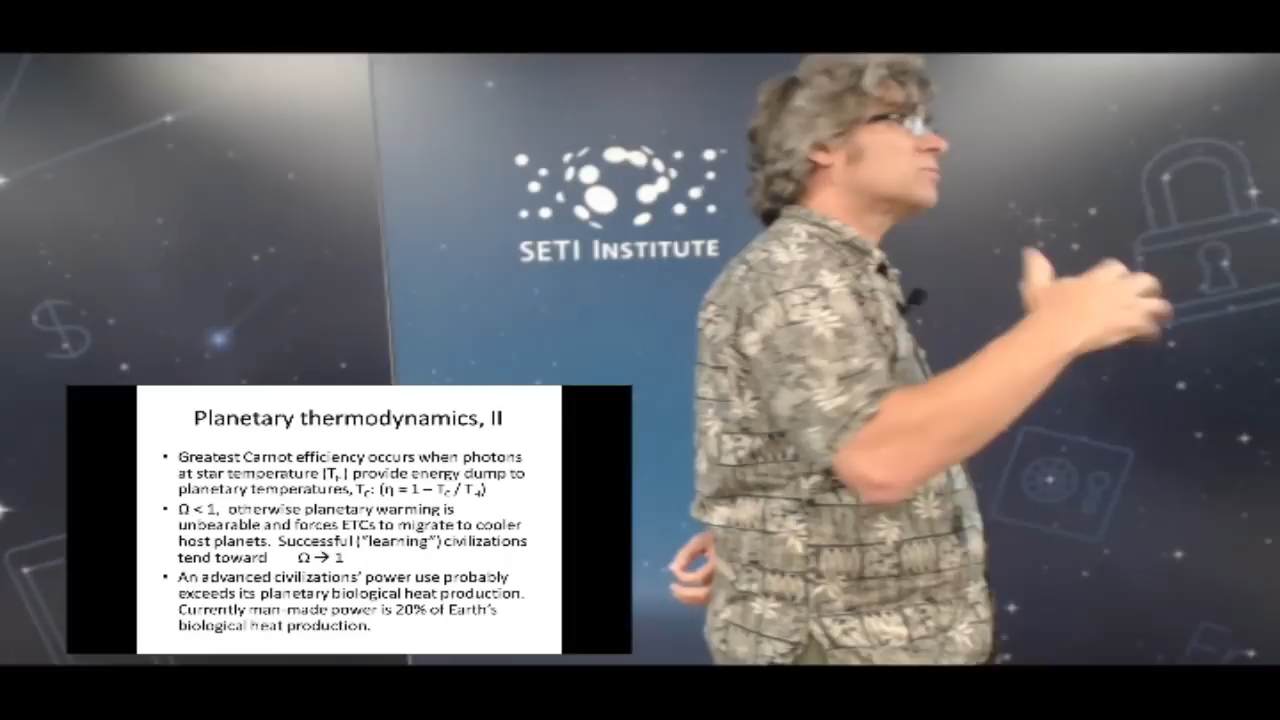 SETI INSTITUTE
Planetary thermodynamics, II
• Greatest Carnot efficiency occurs when photons
at star temperature (T) provide energy dump to
planetary temperatures, Tc: (η = 1 – Tc / T)
• Ω < 1, otherwise planetary warming is
unbearable and forces ETCs to migrate to cooler
host planets. Successful ("learning") civilizations
tend toward Ω → 1
• An advanced civilizations' power use probably
exceeds its planetary biological heat production.
Currently man-made power is 20% of Earth's
biological heat production.
$